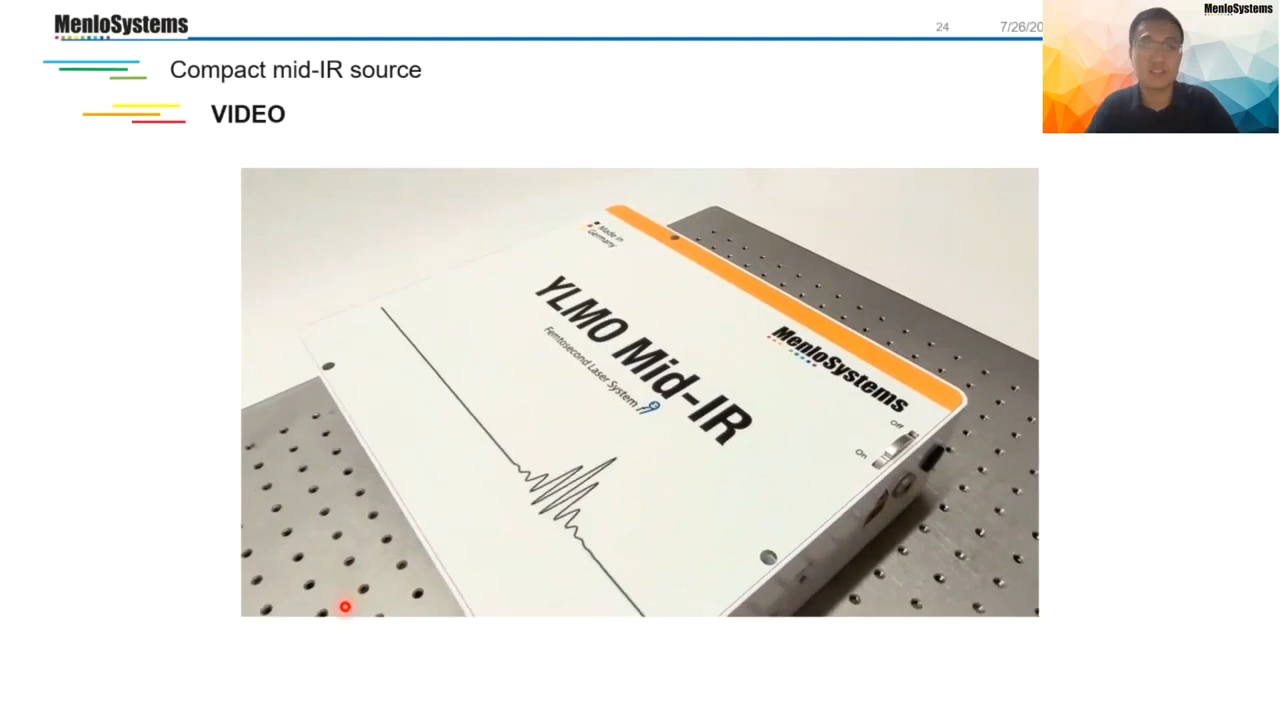 MenloSystems
24
7/26/20
MenloSystems
Compact mid-IR source
VIDEO
Made in
Germany
YLMO Mid-IR
Femtosecond Laser System
MenloSystems
Off
On